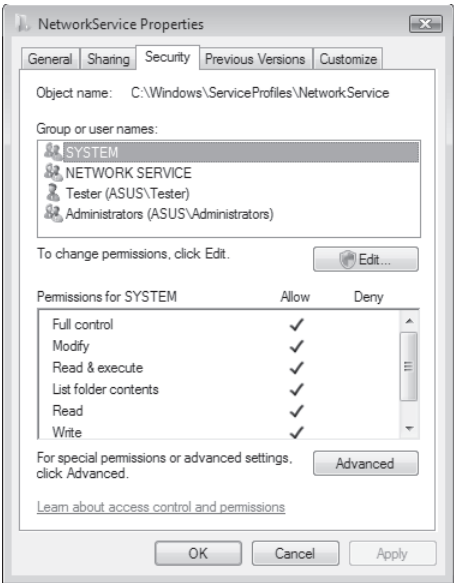 NetworkService Properties
General Sharing Security Previous Versions Customize
Object name: C:\Windows\ServiceProfiles\NetworkService
Group or user names:
SYSTEM
NETWORK SERVICE
Tester (ASUS\Tester)
Administrators (ASUS\Administrators)
To change permissions, click Edit.
Edit...
Permissions for SYSTEM Allow Deny
Full control
Modify
Read & execute
List folder contents
Read
Write
For special permissions or advanced settings,
click Advanced.
Advanced
Learn about access control and permissions
OK Cancel Apply